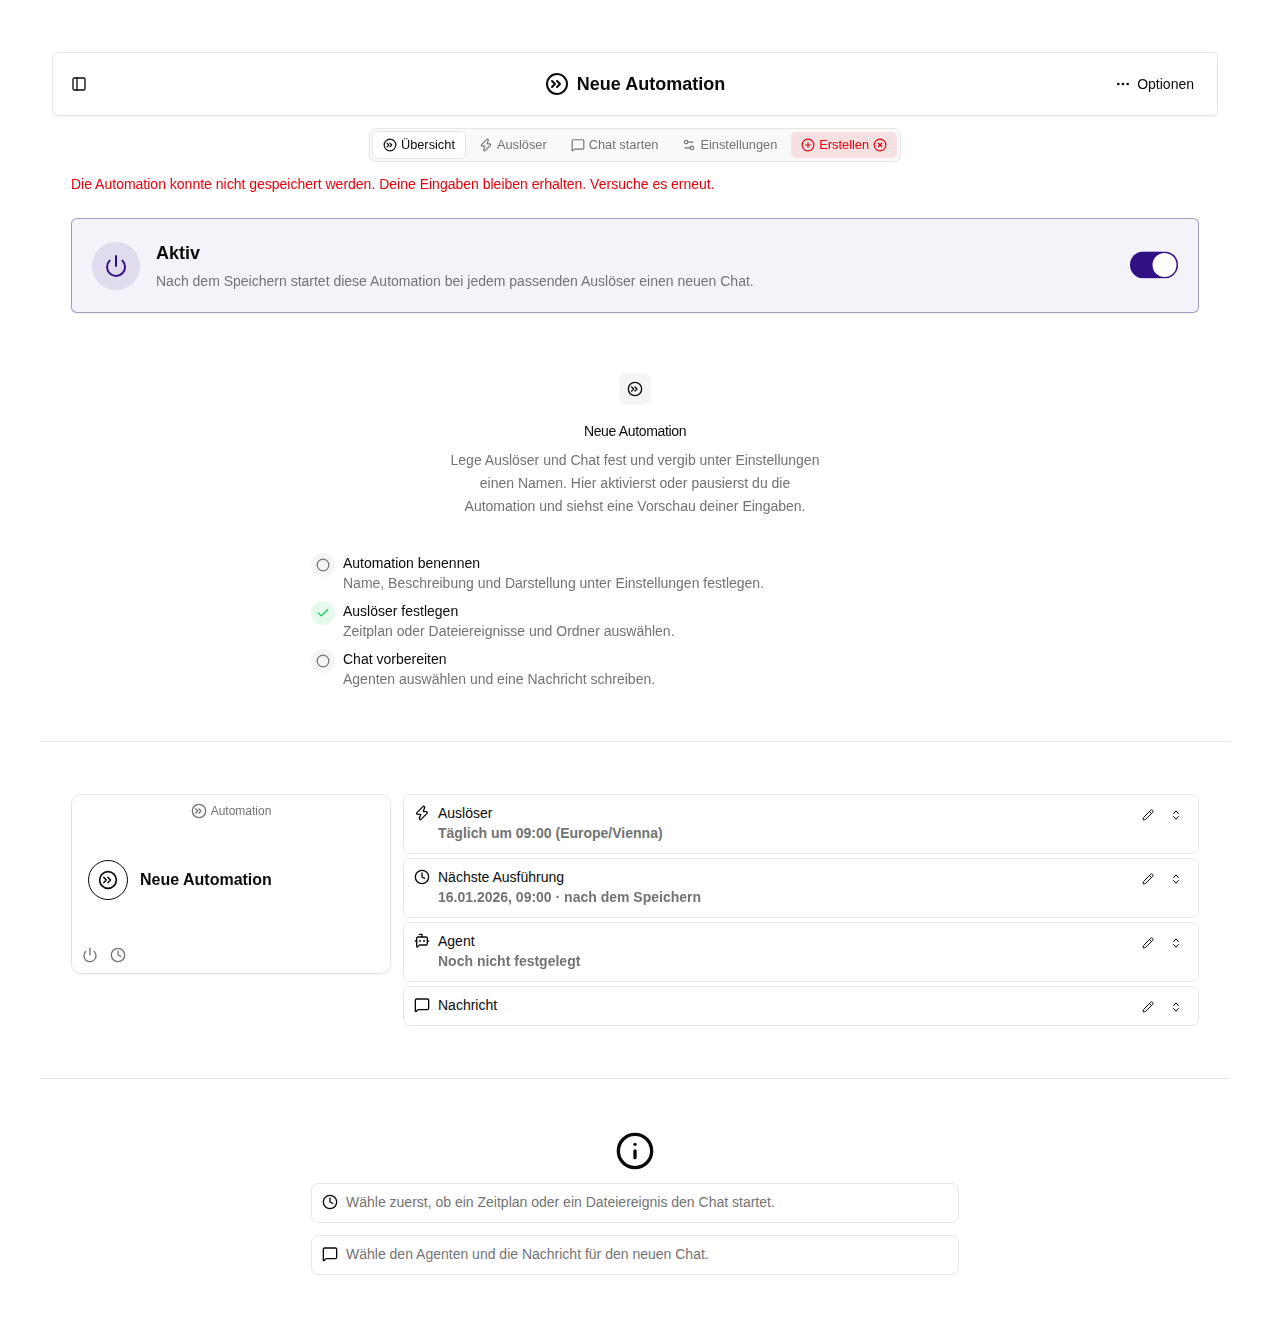 Neue Automation
Optionen
Übersicht
Auslöser
Chat starten
Einstellungen
Erstellen
Die Automation konnte nicht gespeichert werden. Deine Eingaben bleiben erhalten. Versuche es erneut.
Aktiv
Nach dem Speichern startet diese Automation bei jedem passenden Auslöser einen neuen Chat.
Neue Automation
Lege Auslöser und Chat fest und vergib unter Einstellungen
einen Namen. Hier aktivierst oder pausierst du die
Automation und siehst eine Vorschau deiner Eingaben.
Automation benennen
Name, Beschreibung und Darstellung unter Einstellungen festlegen.
Auslöser festlegen
Zeitplan oder Dateiereignisse und Ordner auswählen.
Chat vorbereiten
Agenten auswählen und eine Nachricht schreiben.
Automation
Neue Automation
Auslöser
Täglich um 09:00 (Europe/Vienna)
Nächste Ausführung
16.01.2026, 09:00 · nach dem Speichern
Agent
Noch nicht festgelegt
Nachricht
Wähle zuerst, ob ein Zeitplan oder ein Dateiereignis den Chat startet.
Wähle den Agenten und die Nachricht für den neuen Chat.